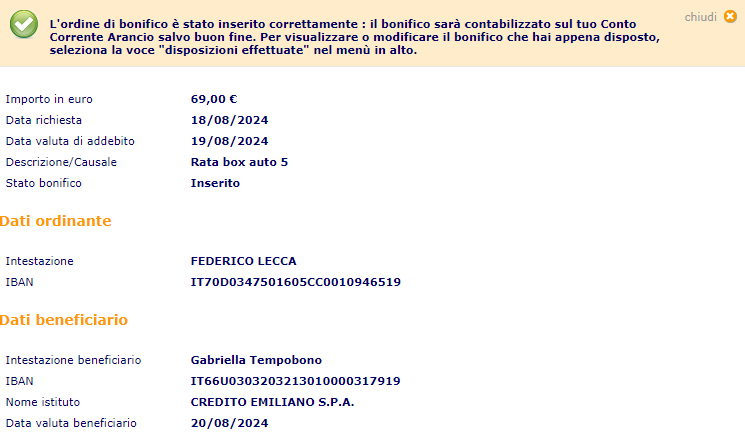 L'ordine di bonifico è stato inserito correttamente : il bonifico sarà contabilizzato sul tuo Conto
Corrente Arancio salvo buon fine. Per visualizzare o modificare il bonifico che hai appena disposto,
seleziona la voce "disposizioni effettuate" nel menù in alto.
chiudi
Importo in euro 69,00 €
Data richiesta 18/08/2024
Data valuta di addebito 19/08/2024
Descrizione/Causale Rata box auto 5
Stato bonifico Inserito
Dati ordinante
Intestazione FEDERICO LECCA
IBAN IT70D0347501605CC0010946519
Dati beneficiario
Intestazione beneficiario Gabriella Tempobono
IBAN IT66U0303203213010000317919
Nome istituto CREDITO EMILIANO S.P.A.
Data valuta beneficiario 20/08/2024